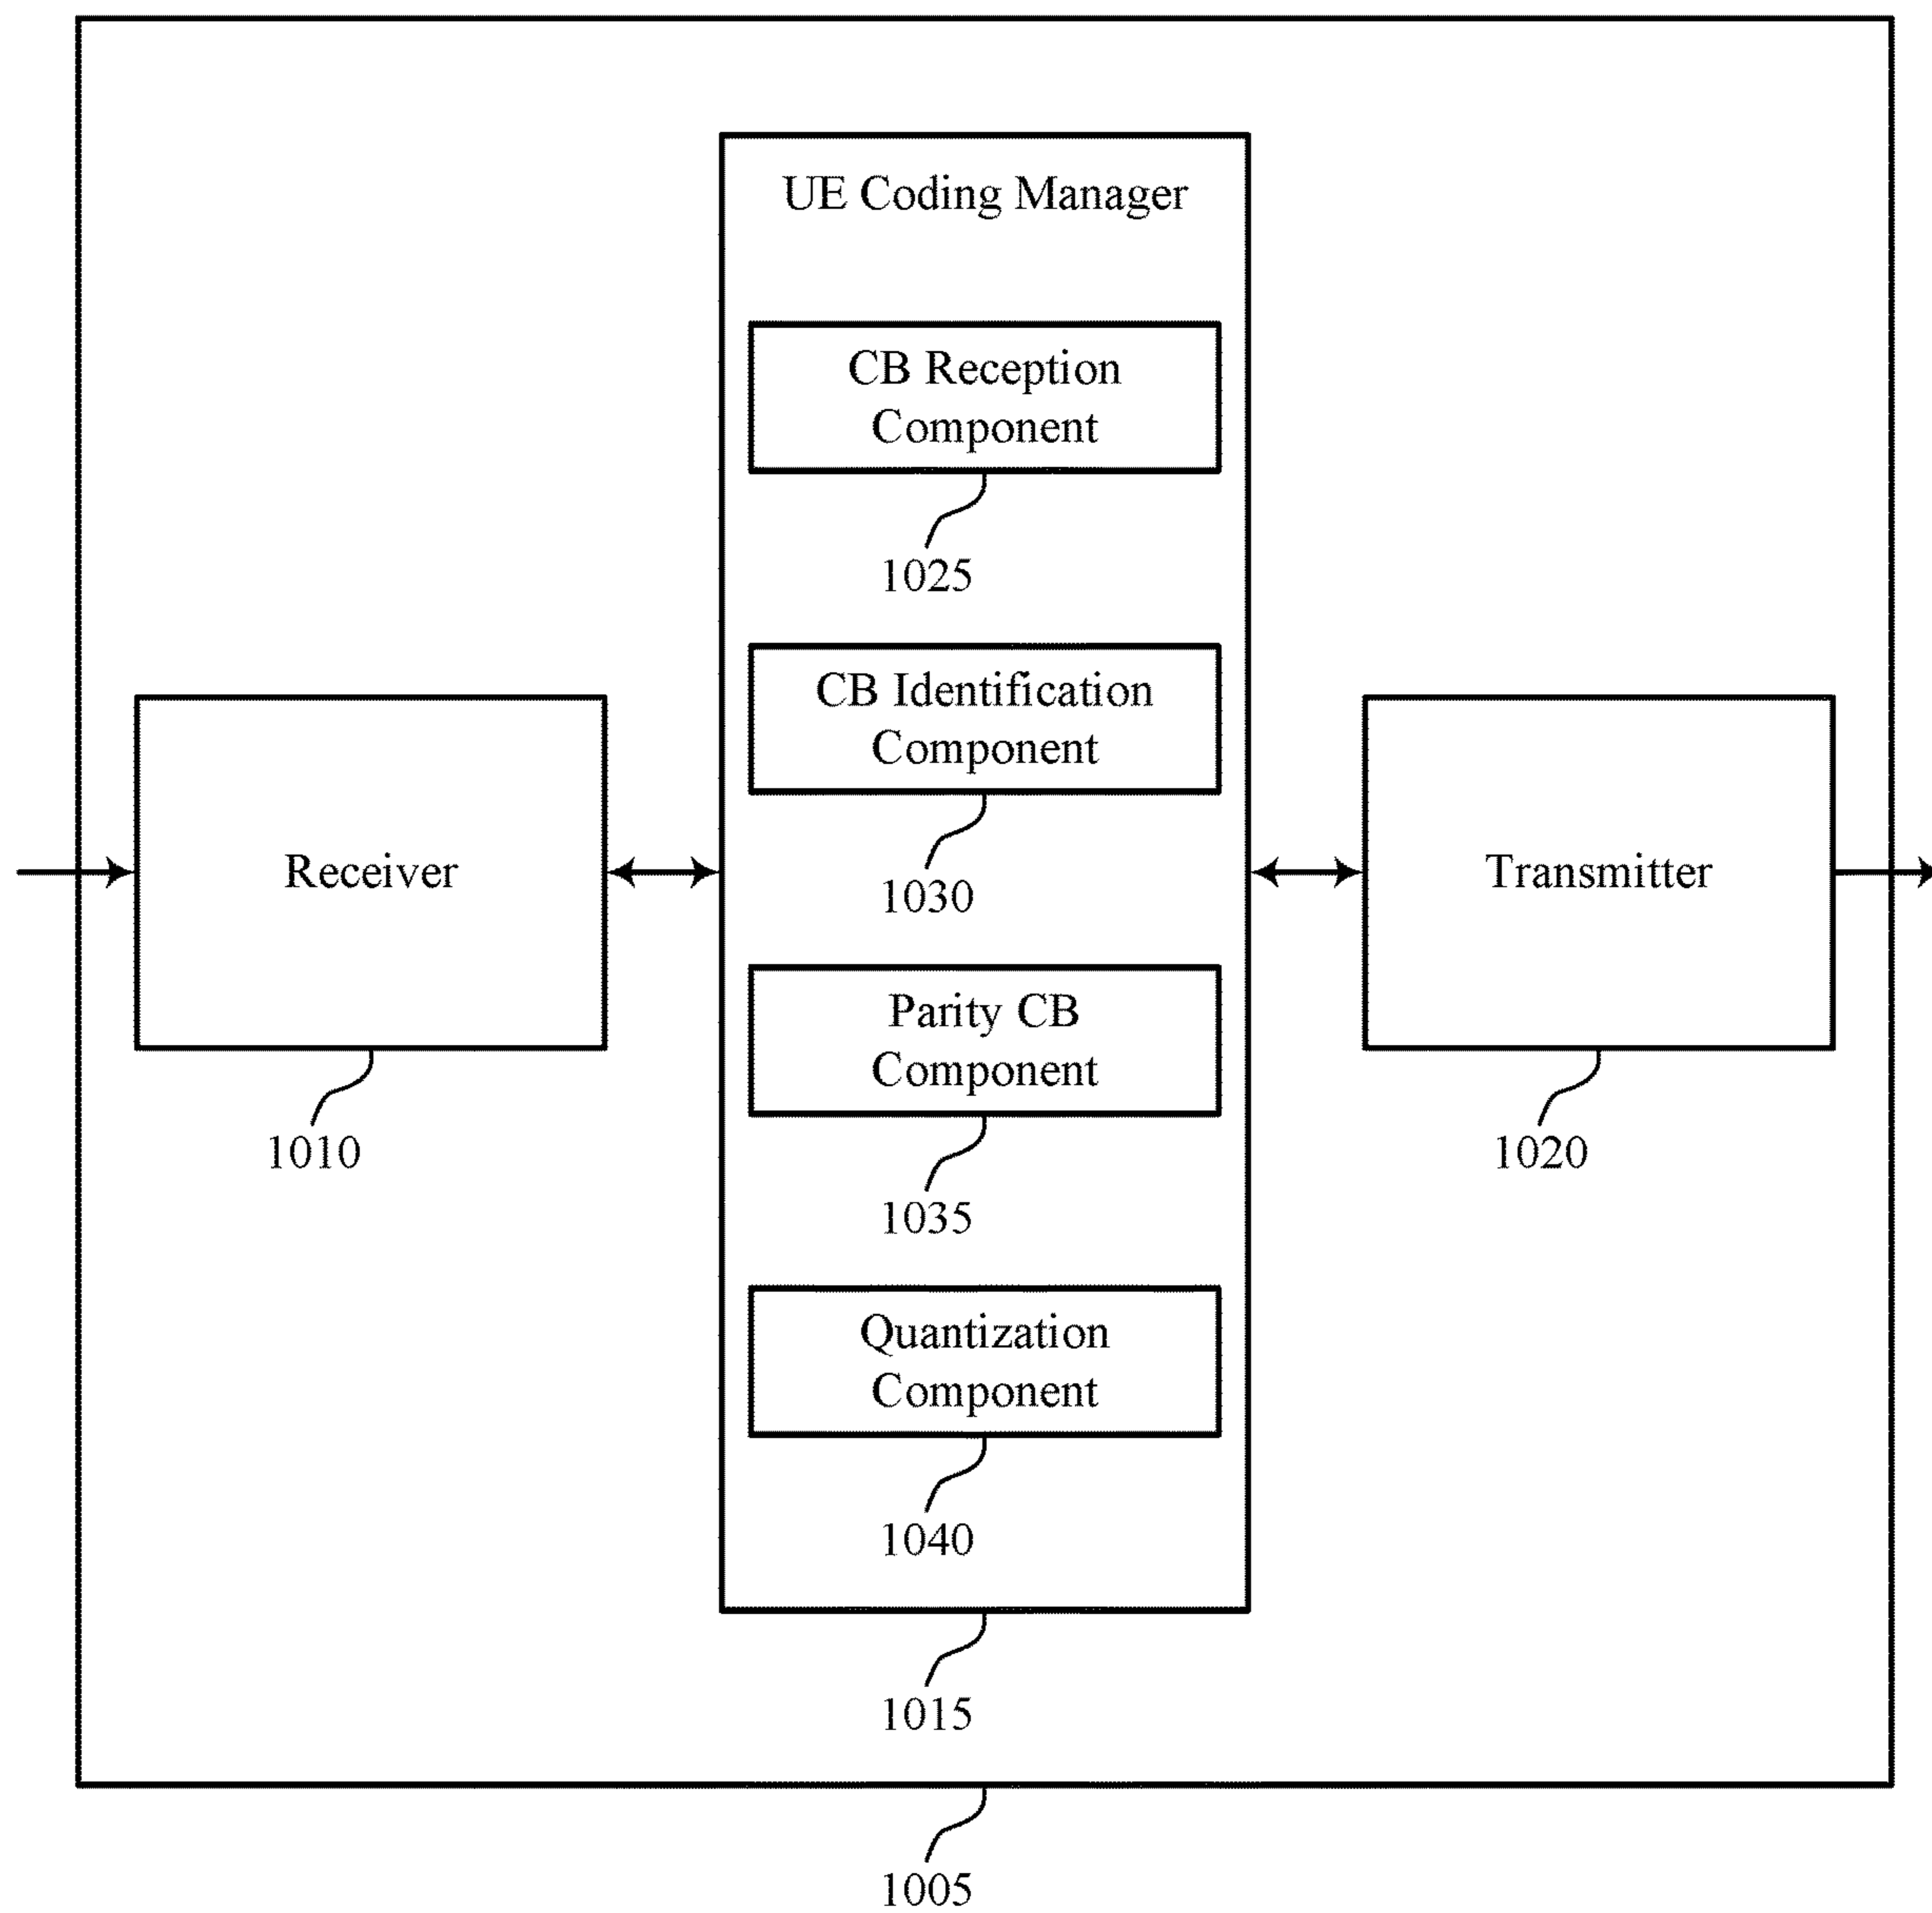 UE Coding Manager
CB Reception
Component
1025
CB Identification
Component
1030
Receiver
Transmitter
Parity CB
Component
1010
1020
1035
Quantization
Component
1040
1015
1005